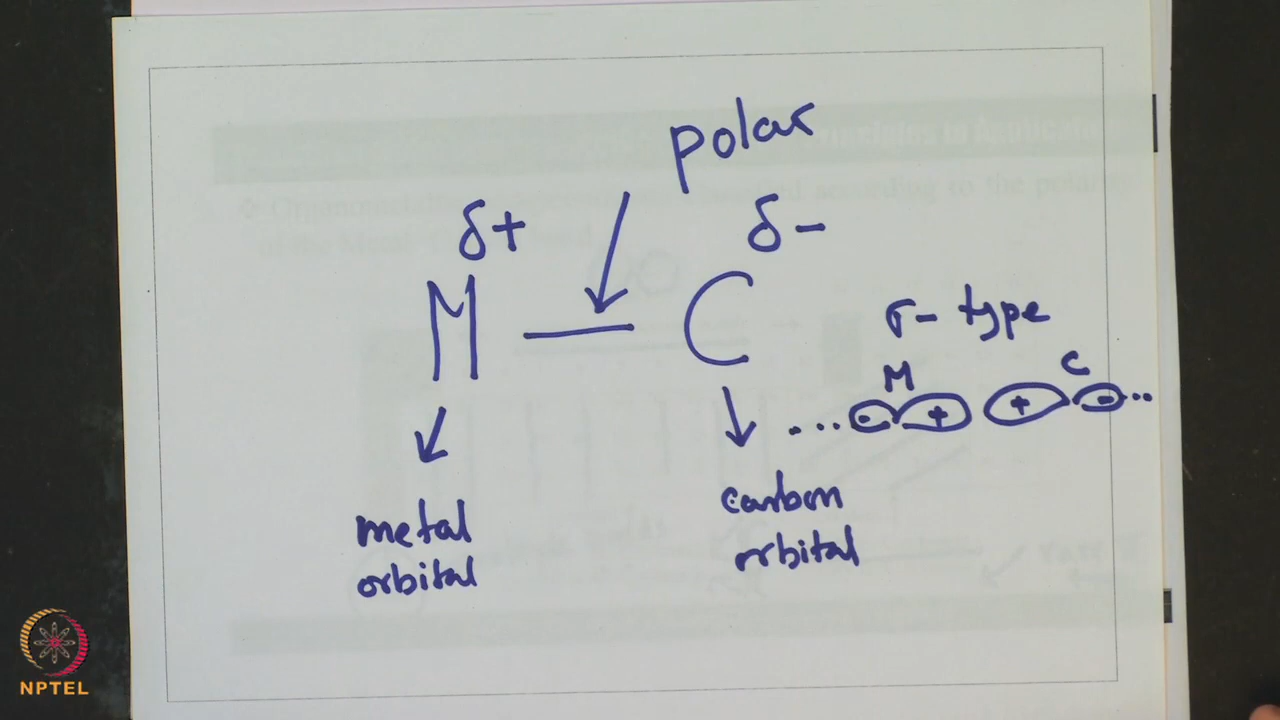 polar
δ+ δ-
M — C
σ- type
M C
... - + + - ..
metal
orbital
carbon
orbital
NPTEL